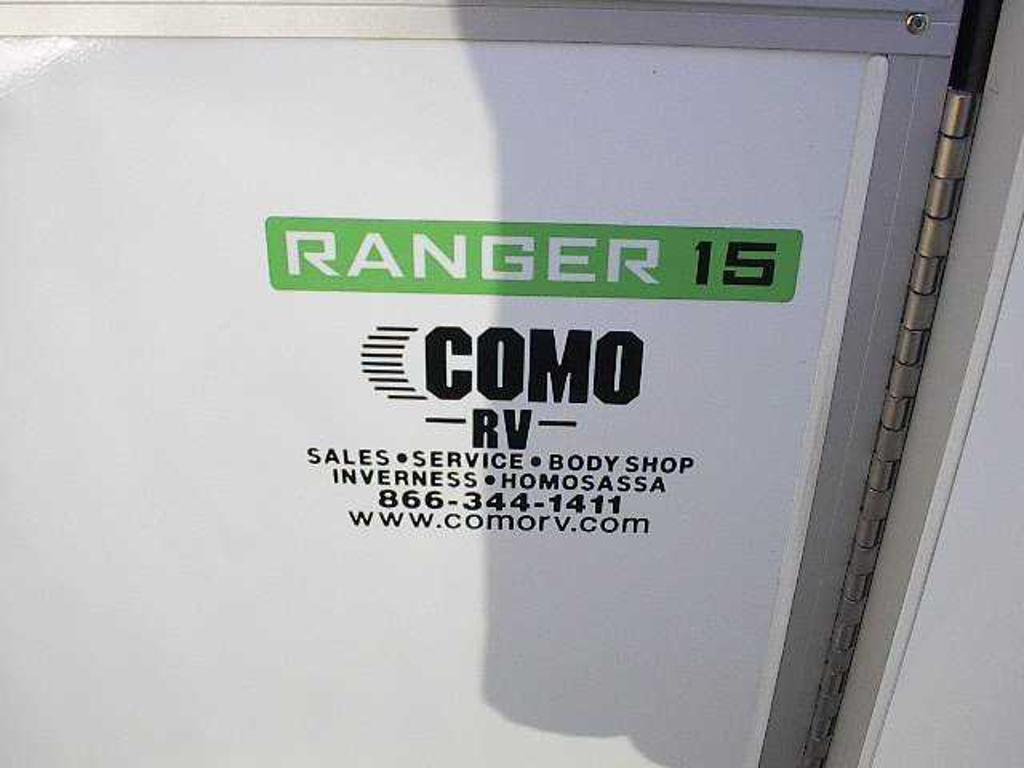 RANGER 15
COMO
-RV-
SALES • SERVICE • BODY SHOP
INVERNESS • HOMOSASSA
866-344-1411
www.comorv.com